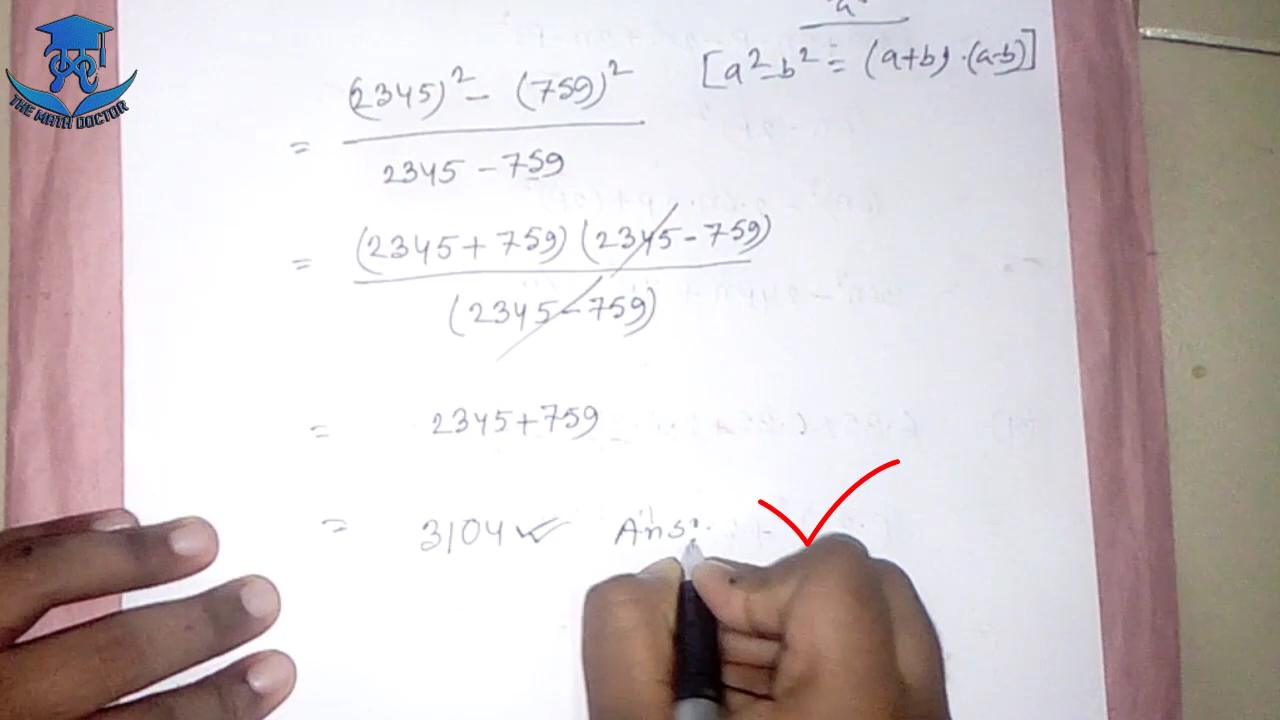 THE MATH DOCTOR
[a² - b² = (a+b) · (a-b)]
= (2345)² - (759)² / 2345 - 759
= (2345 + 759) (2345 - 759) / (2345 - 759)
= 2345 + 759
= 3104 ✓ Ans: